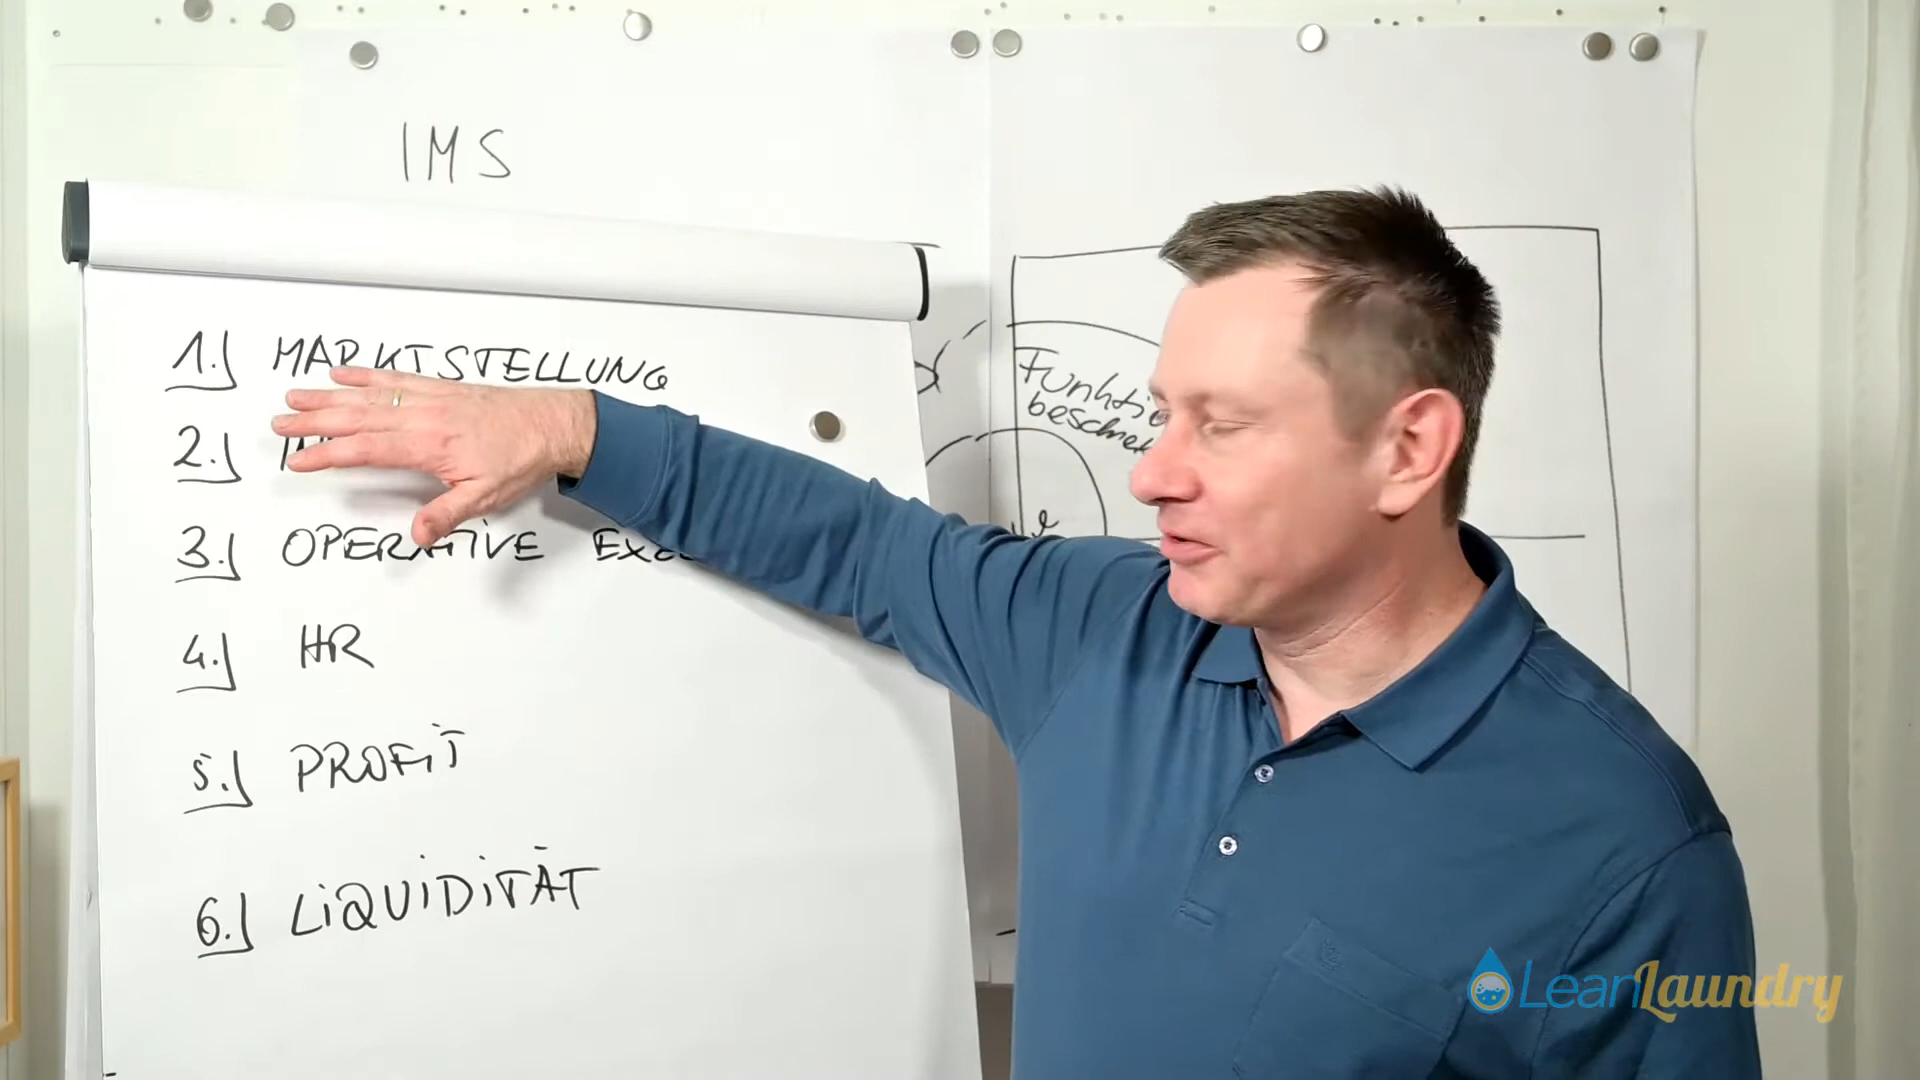 IMS
1.) MARKTSTELLUNG
2.)
3.) OPERATIVE
4.) HR
5.) PROFIT
6.) LIQUIDITÄT
LeanLaundry